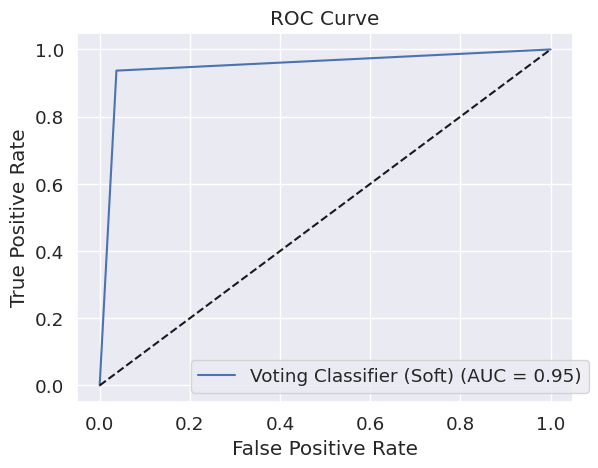 ROC Curve
1.0
0.8
0.6
0.4
0.2
0.0
True Positive Rate
Voting Classifier (Soft) (AUC = 0.95)
0.0 0.2 0.4 0.6 0.8 1.0
False Positive Rate